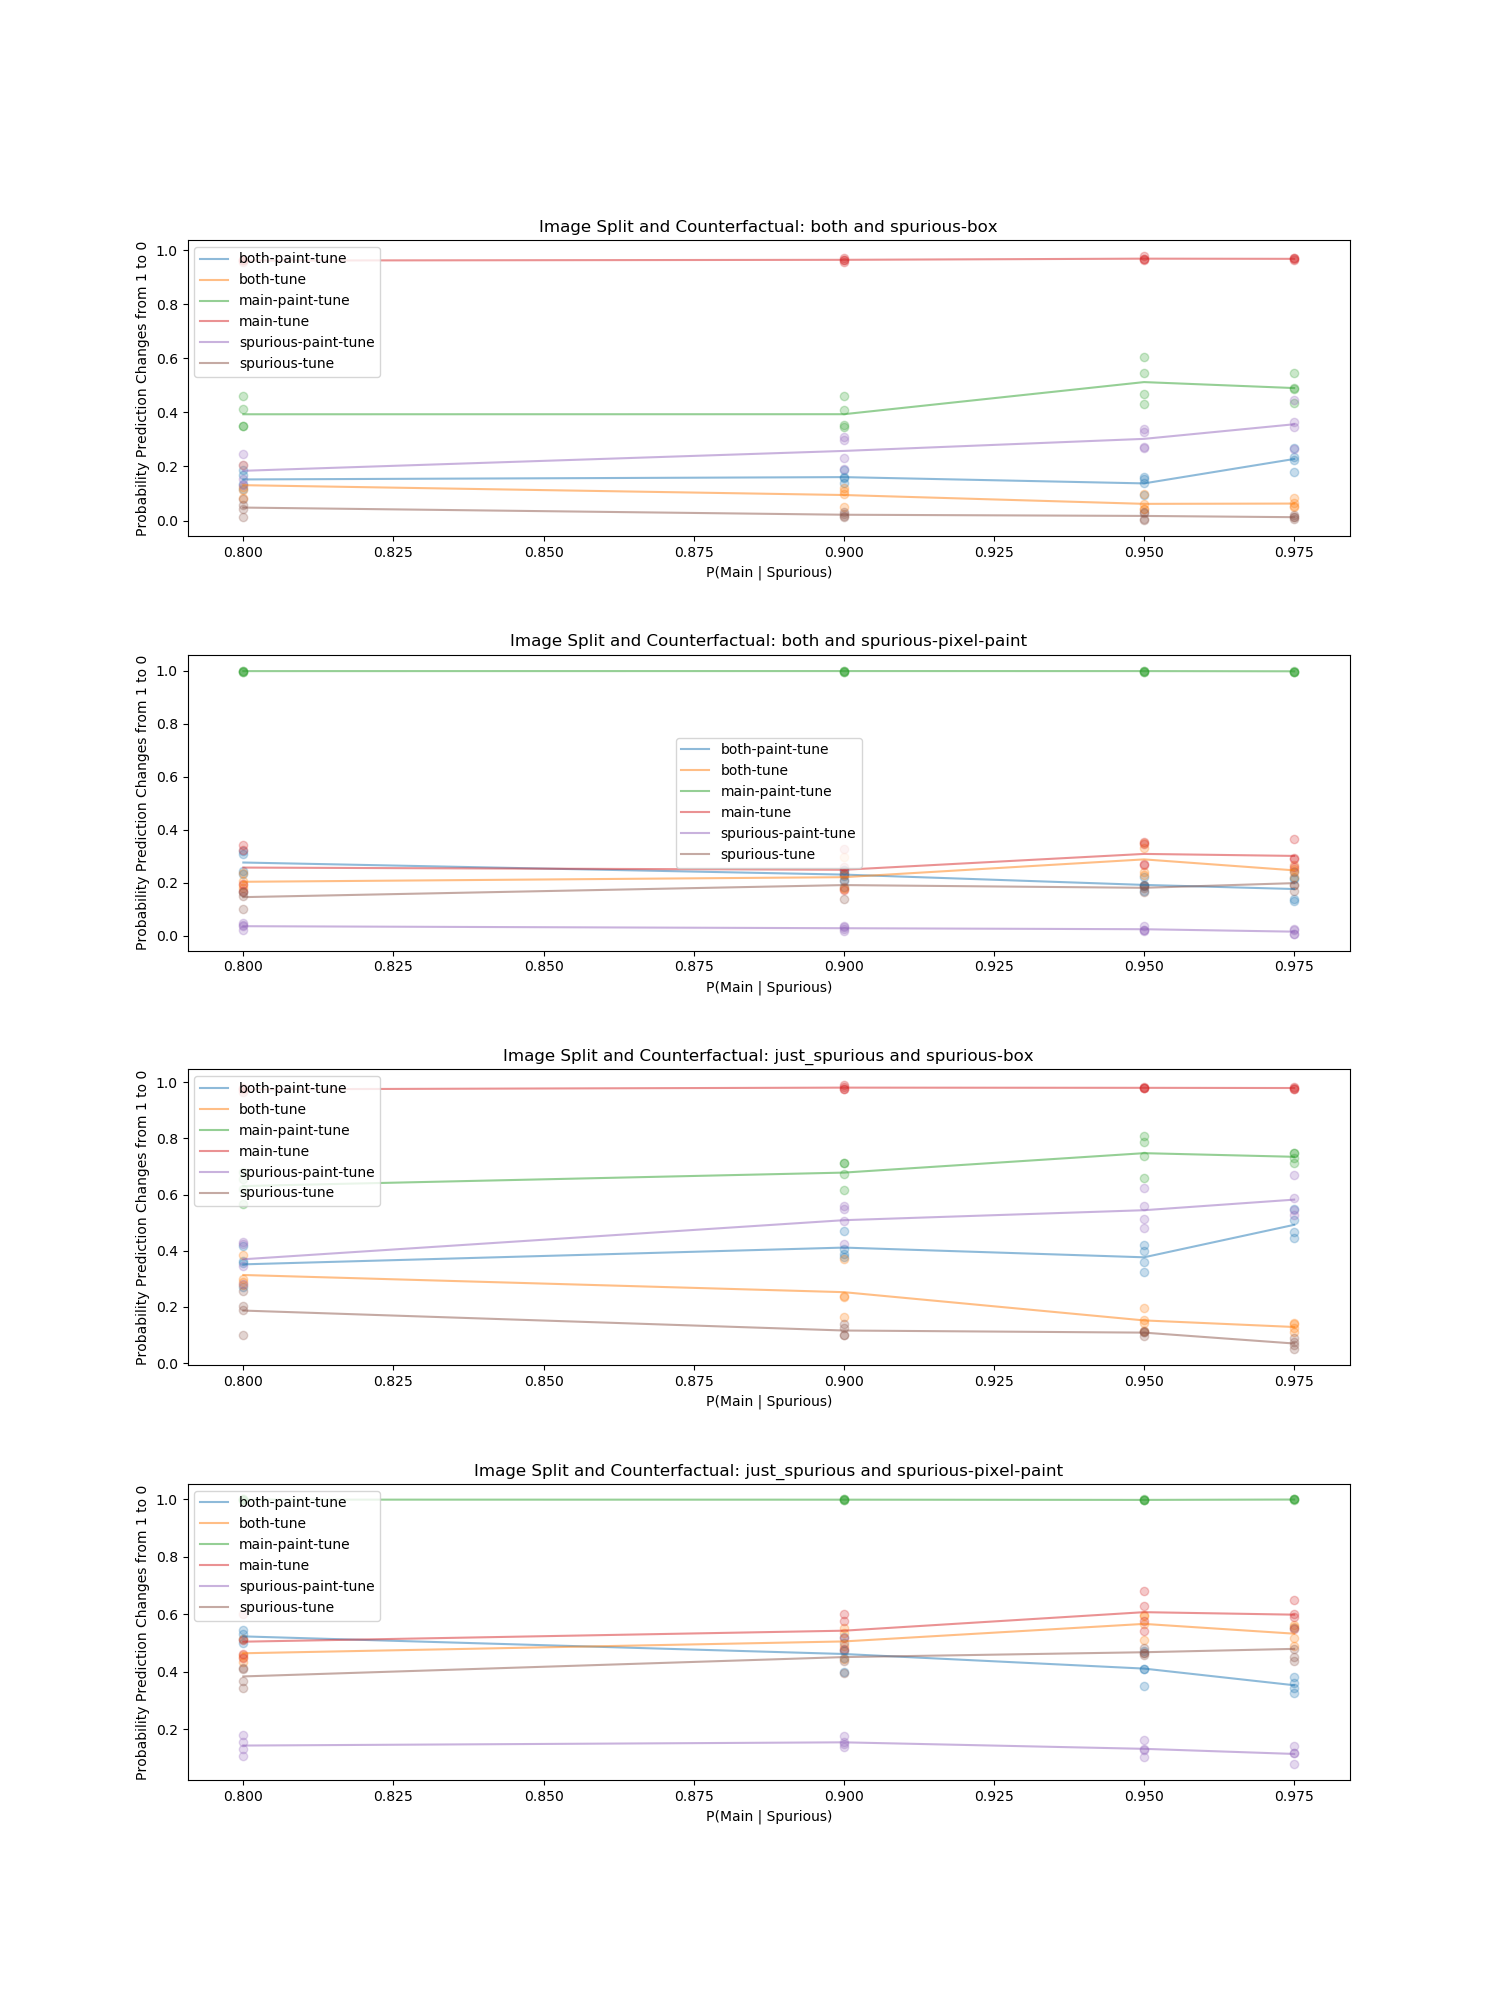 Image Split and Counterfactual: both and spurious-box
Probability Prediction Changes from 1 to 0
1.0
0.8
0.6
0.4
0.2
0.0
both-paint-tune
both-tune
main-paint-tune
main-tune
spurious-paint-tune
spurious-tune
0.800 0.825 0.850 0.875 0.900 0.925 0.950 0.975
P(Main | Spurious)
Image Split and Counterfactual: both and spurious-pixel-paint
Probability Prediction Changes from 1 to 0
1.0
0.8
0.6
0.4
0.2
0.0
both-paint-tune
both-tune
main-paint-tune
main-tune
spurious-paint-tune
spurious-tune
0.800 0.825 0.850 0.875 0.900 0.925 0.950 0.975
P(Main | Spurious)
Image Split and Counterfactual: just_spurious and spurious-box
Probability Prediction Changes from 1 to 0
1.0
0.8
0.6
0.4
0.2
0.0
both-paint-tune
both-tune
main-paint-tune
main-tune
spurious-paint-tune
spurious-tune
0.800 0.825 0.850 0.875 0.900 0.925 0.950 0.975
P(Main | Spurious)
Image Split and Counterfactual: just_spurious and spurious-pixel-paint
Probability Prediction Changes from 1 to 0
1.0
0.8
0.6
0.4
0.2
both-paint-tune
both-tune
main-paint-tune
main-tune
spurious-paint-tune
spurious-tune
0.800 0.825 0.850 0.875 0.900 0.925 0.950 0.975
P(Main | Spurious)